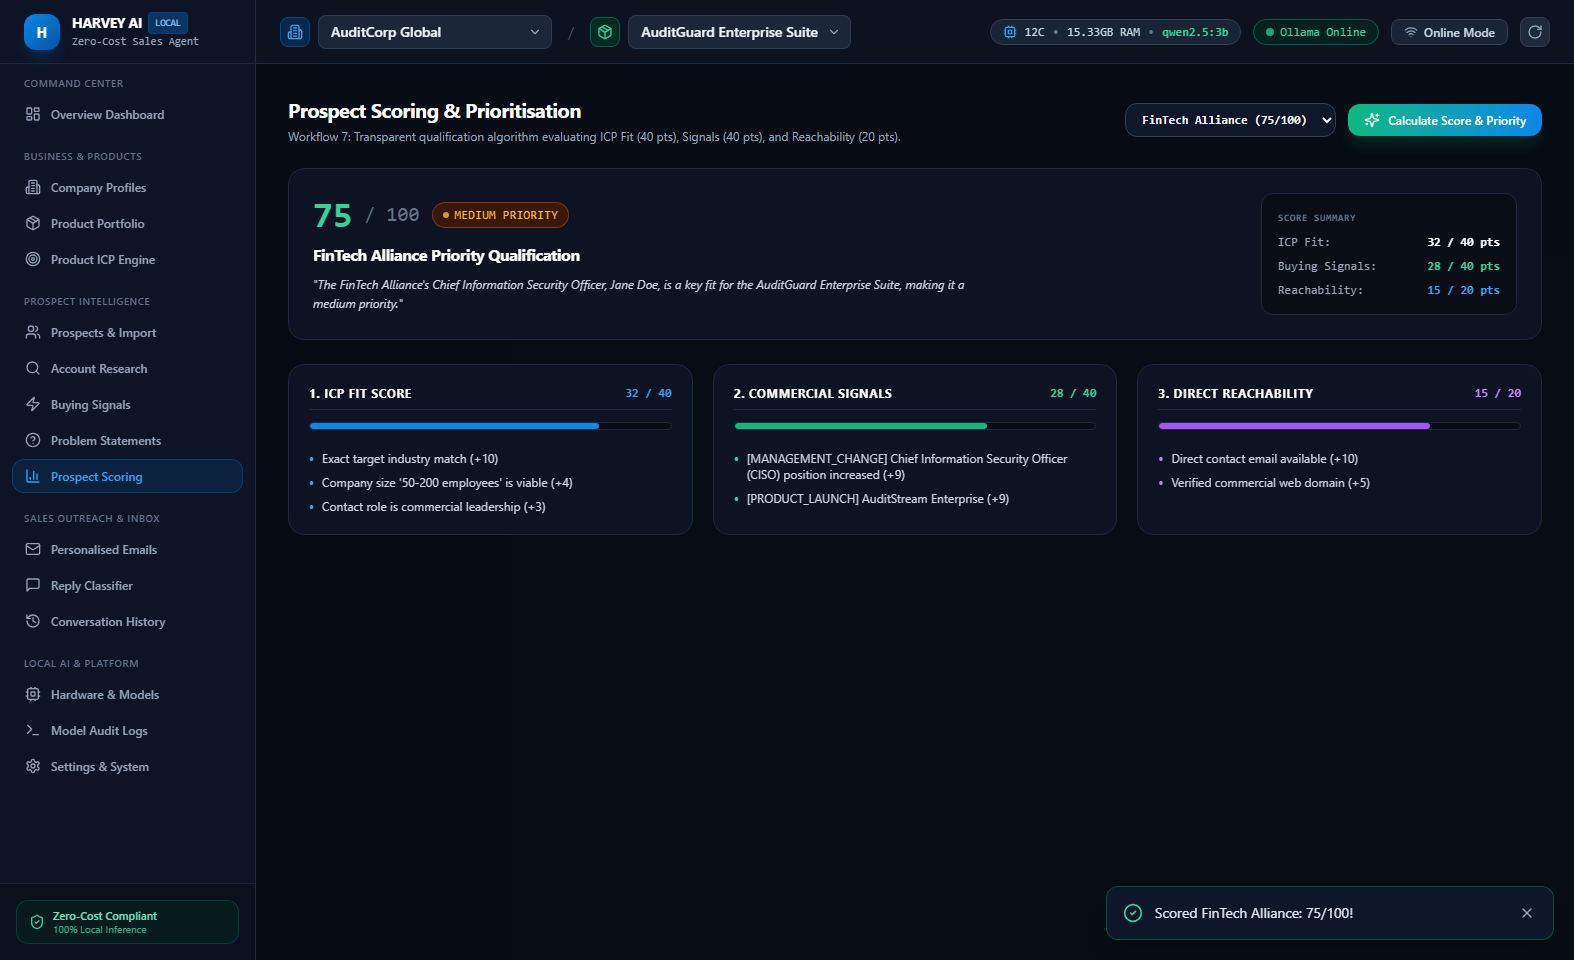 H
HARVEY AI LOCAL
Zero-Cost Sales Agent
AuditCorp Global
/
AuditGuard Enterprise Suite
12C • 15.33GB RAM • qwen2.5:3b
Ollama Online
Online Mode
COMMAND CENTER
Overview Dashboard
BUSINESS & PRODUCTS
Company Profiles
Product Portfolio
Product ICP Engine
PROSPECT INTELLIGENCE
Prospects & Import
Account Research
Buying Signals
Problem Statements
Prospect Scoring
SALES OUTREACH & INBOX
Personalised Emails
Reply Classifier
Conversation History
LOCAL AI & PLATFORM
Hardware & Models
Model Audit Logs
Settings & System
Zero-Cost Compliant
100% Local Inference
Prospect Scoring & Prioritisation
Workflow 7: Transparent qualification algorithm evaluating ICP Fit (40 pts), Signals (40 pts), and Reachability (20 pts).
FinTech Alliance (75/100)
Calculate Score & Priority
75 / 100 MEDIUM PRIORITY
FinTech Alliance Priority Qualification
"The FinTech Alliance's Chief Information Security Officer, Jane Doe, is a key fit for the AuditGuard Enterprise Suite, making it a
medium priority."
SCORE SUMMARY
ICP Fit: 32 / 40 pts
Buying Signals: 28 / 40 pts
Reachability: 15 / 20 pts
1. ICP FIT SCORE 32 / 40
• Exact target industry match (+10)
• Company size '50-200 employees' is viable (+4)
• Contact role is commercial leadership (+3)
2. COMMERCIAL SIGNALS 28 / 40
• [MANAGEMENT_CHANGE] Chief Information Security Officer
(CISO) position increased (+9)
• [PRODUCT_LAUNCH] AuditStream Enterprise (+9)
3. DIRECT REACHABILITY 15 / 20
• Direct contact email available (+10)
• Verified commercial web domain (+5)
Scored FinTech Alliance: 75/100!